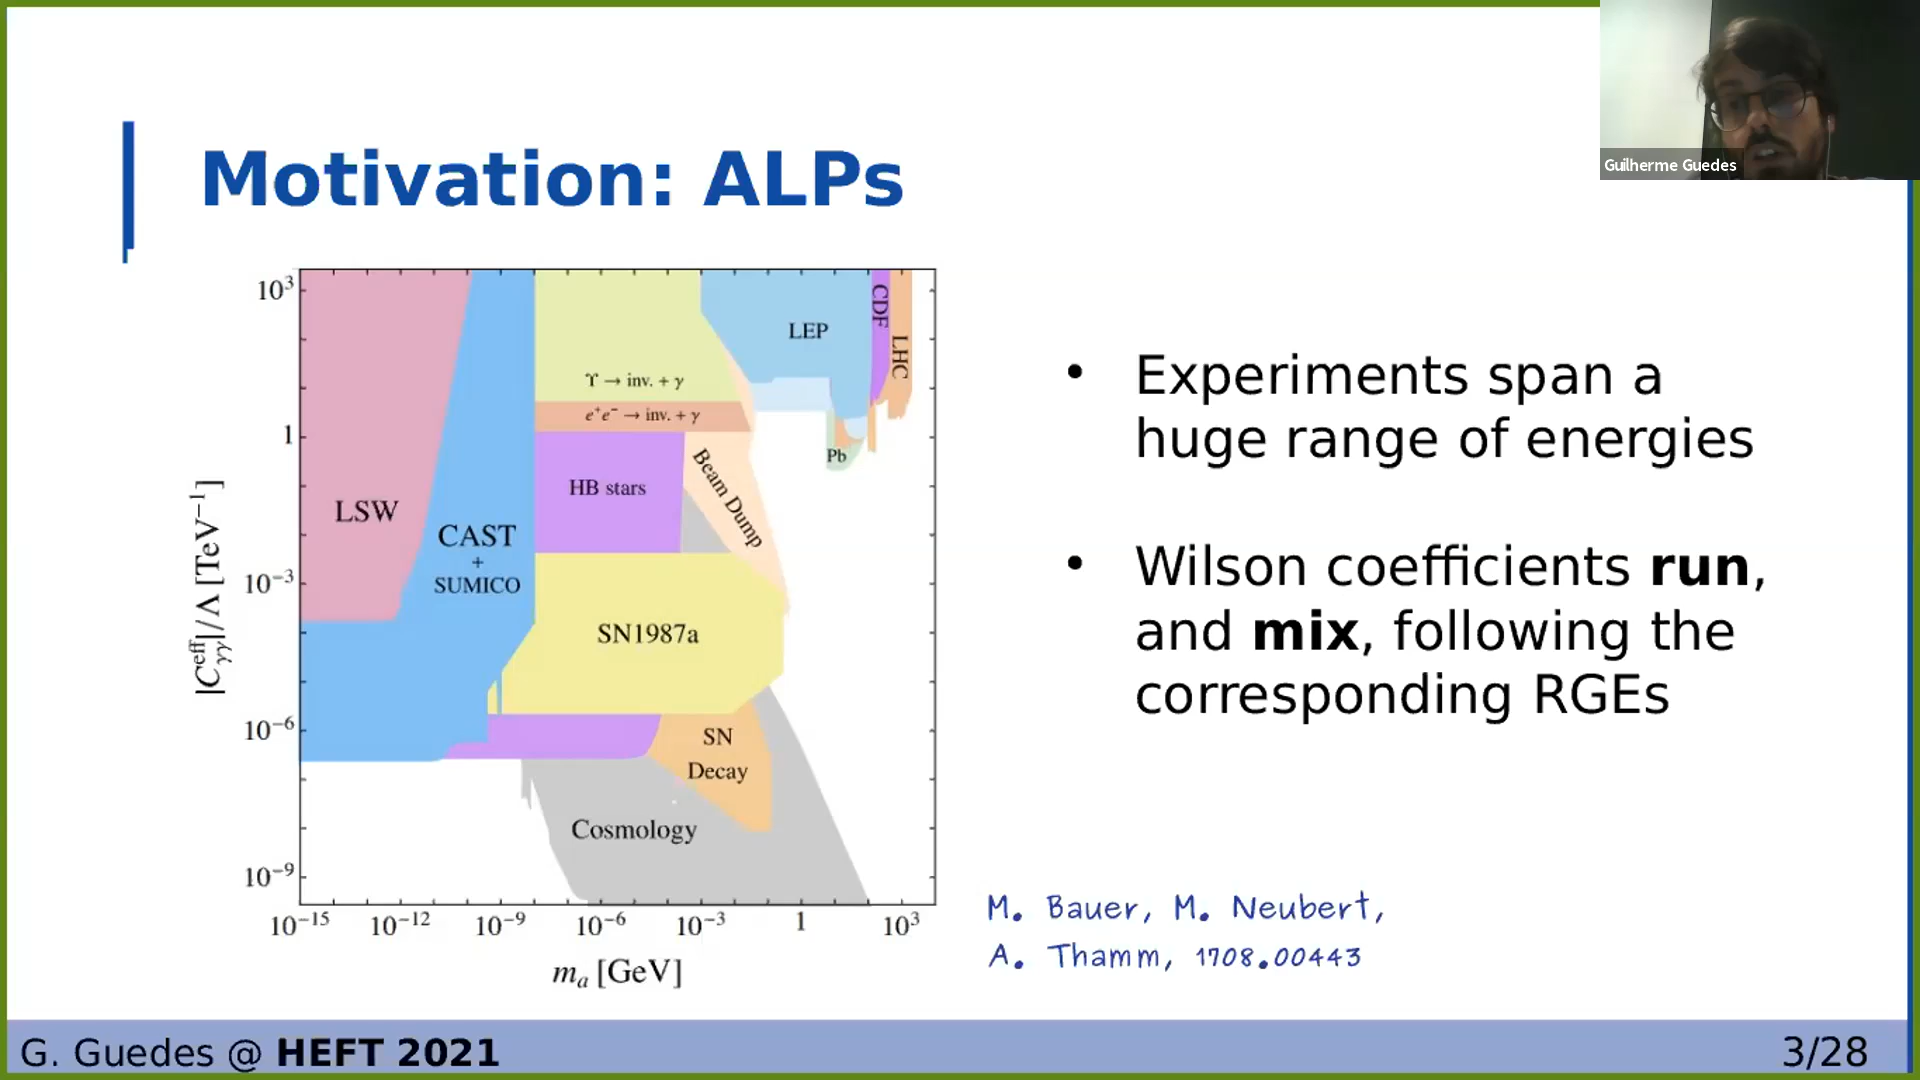 Guilherme Guedes
Motivation: ALPs
10³
1
10⁻³
10⁻⁶
10⁻⁹
|C_γγ^eff|/Λ [TeV⁻¹]
LSW
CAST
+
SUMICO
ϒ → inv. + γ
e⁺e⁻ → inv. + γ
HB stars
Beam Dump
SN1987a
SN
Decay
Cosmology
LEP
CDF
LHC
Pb
10⁻¹⁵ 10⁻¹² 10⁻⁹ 10⁻⁶ 10⁻³ 1 10³
mₐ [GeV]
• Experiments span a
huge range of energies
• Wilson coefficients run,
and mix, following the
corresponding RGEs
M. Bauer, M. Neubert,
A. Thamm, 1708.00443
G. Guedes @ HEFT 2021
3/28